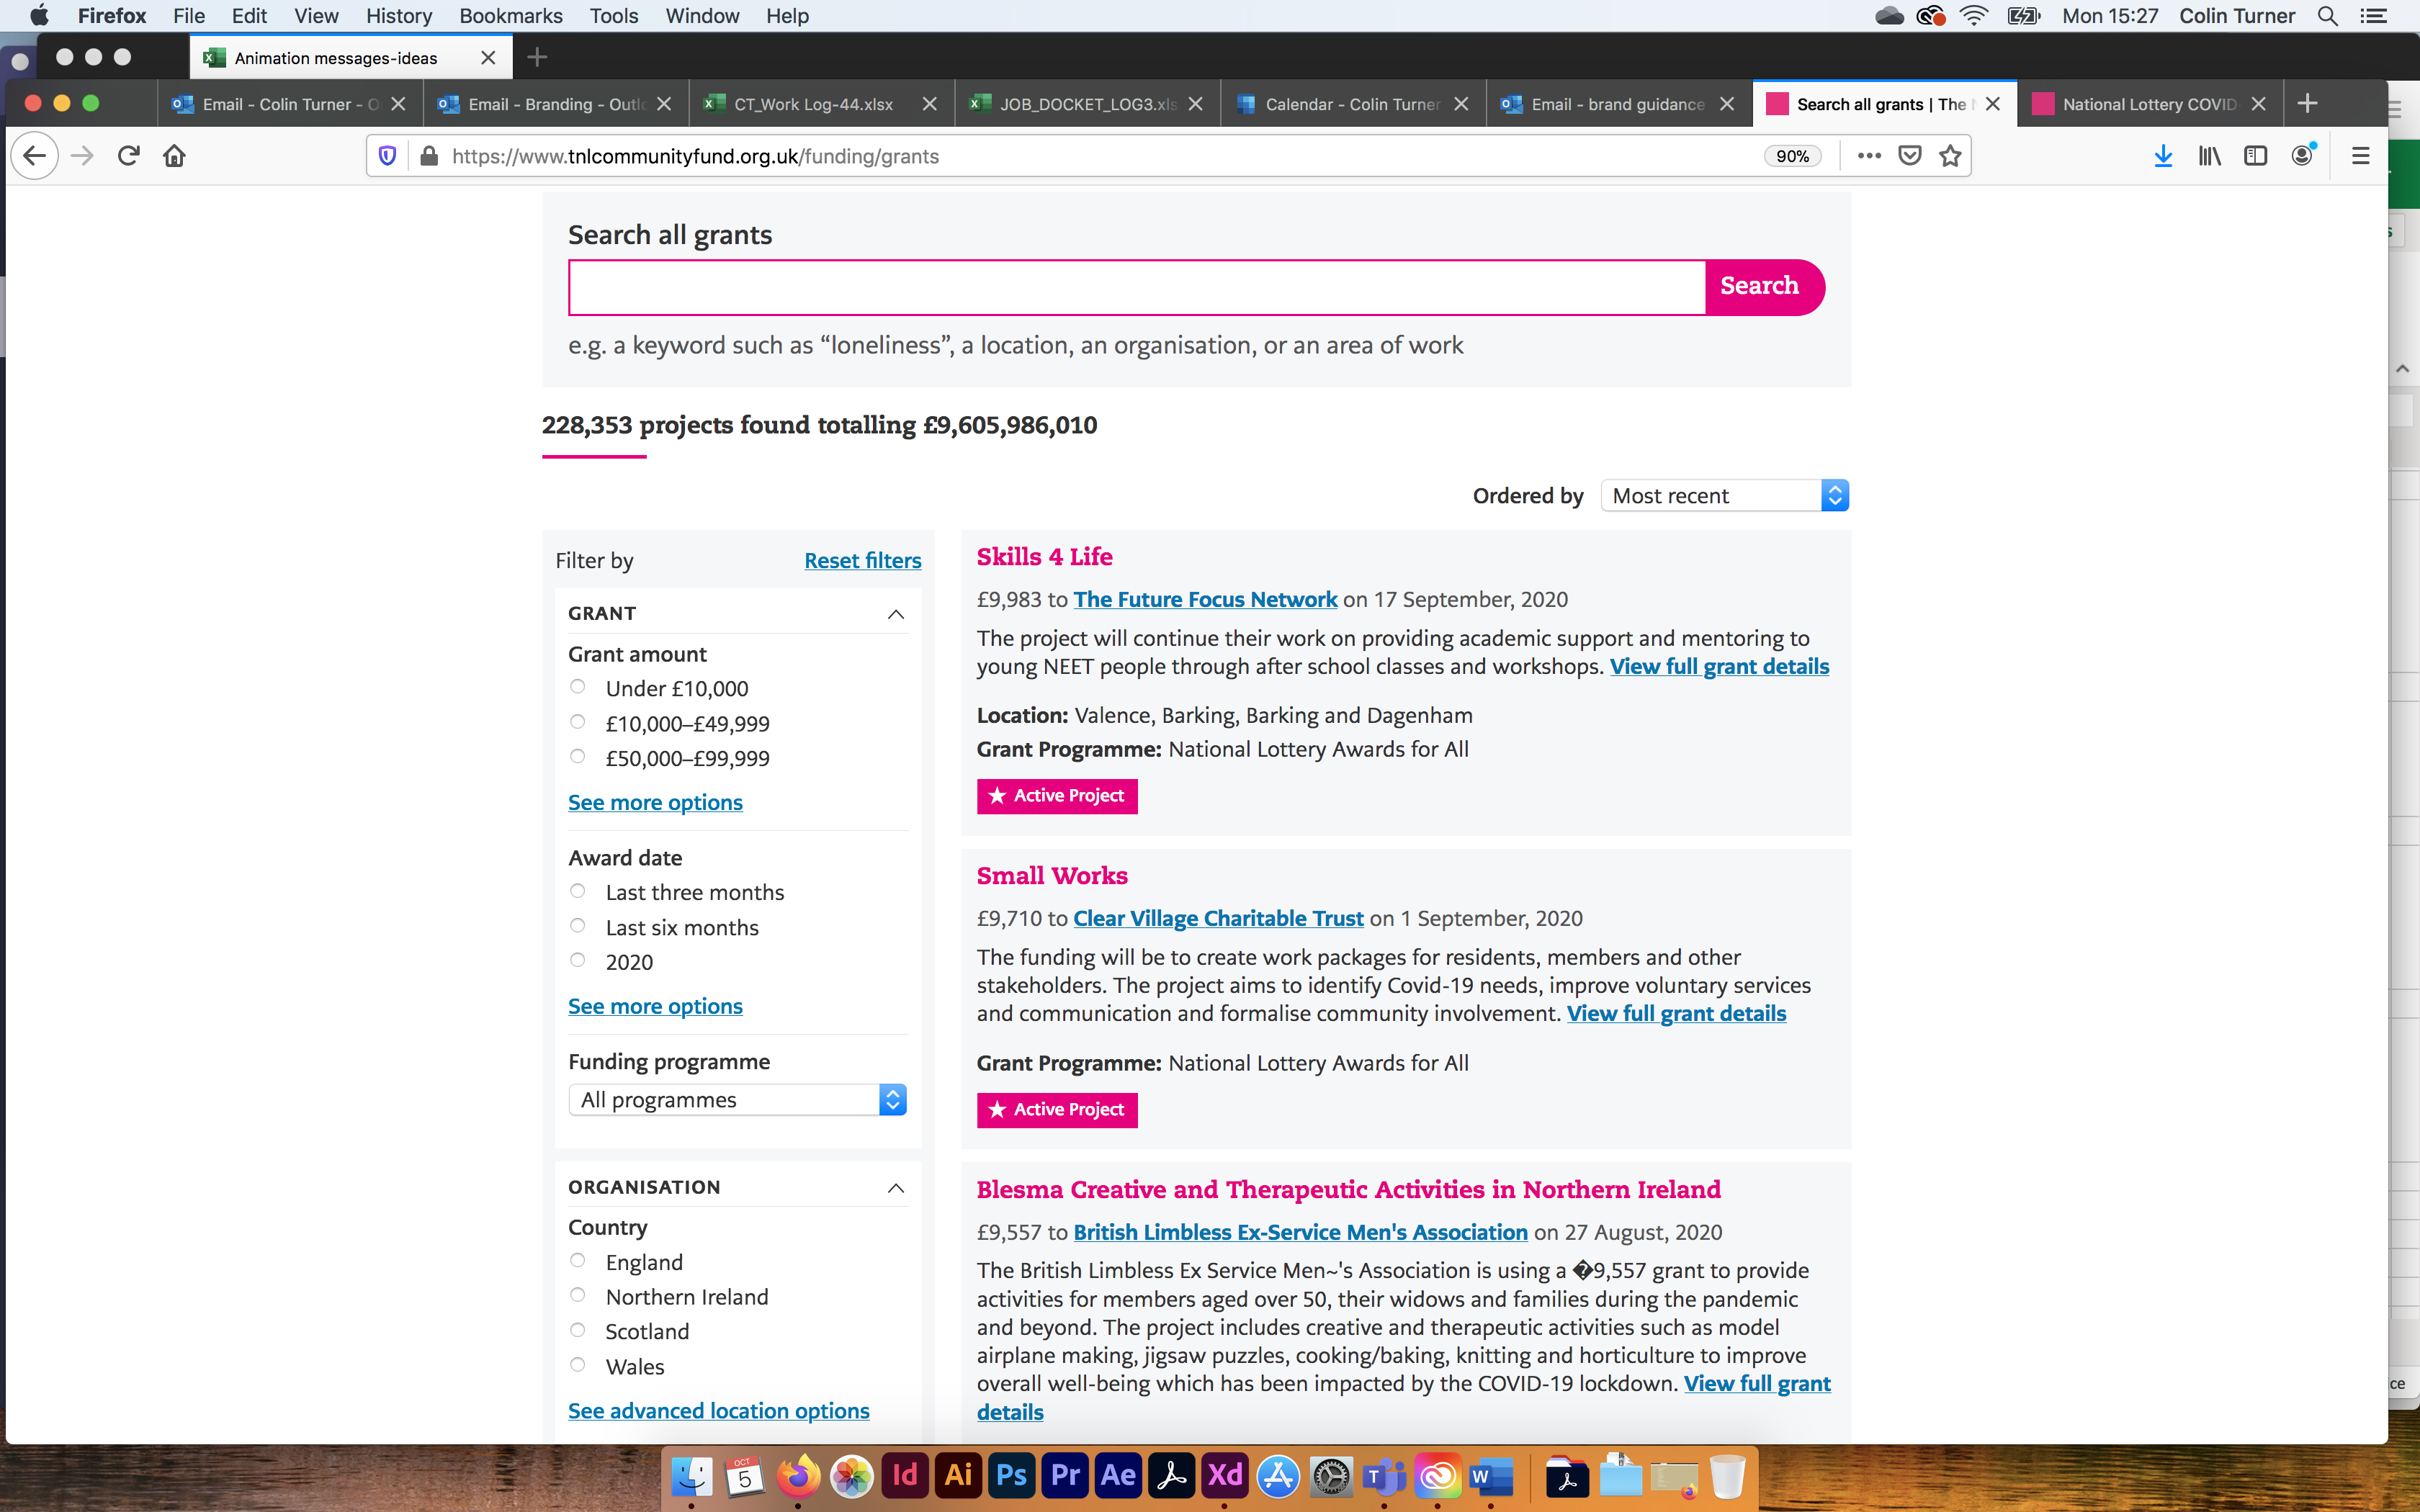 Firefox File Edit View History Bookmarks Tools Window Help Mon 15:27 Colin Turner
Animation messages-ideas
Email - Colin Turner - O
Email - Branding - Outlo
CT_Work Log-44.xlsx
JOB_DOCKET_LOG3.xls
Calendar - Colin Turner
Email - brand guidance
Search all grants | The
National Lottery COVID
https://www.tnlcommunityfund.org.uk/funding/grants
90%
Search all grants
Search
e.g. a keyword such as “loneliness”, a location, an organisation, or an area of work
228,353 projects found totalling £9,605,986,010
Ordered by Most recent
Filter by Reset filters
GRANT
Grant amount
Under £10,000
£10,000–£49,999
£50,000–£99,999
See more options
Award date
Last three months
Last six months
2020
See more options
Funding programme
All programmes
ORGANISATION
Country
England
Northern Ireland
Scotland
Wales
See advanced location options
Skills 4 Life
£9,983 to The Future Focus Network on 17 September, 2020
The project will continue their work on providing academic support and mentoring to
young NEET people through after school classes and workshops. View full grant details
Location: Valence, Barking, Barking and Dagenham
Grant Programme: National Lottery Awards for All
★ Active Project
Small Works
£9,710 to Clear Village Charitable Trust on 1 September, 2020
The funding will be to create work packages for residents, members and other
stakeholders. The project aims to identify Covid-19 needs, improve voluntary services
and communication and formalise community involvement. View full grant details
Grant Programme: National Lottery Awards for All
★ Active Project
Blesma Creative and Therapeutic Activities in Northern Ireland
£9,557 to British Limbless Ex-Service Men's Association on 27 August, 2020
The British Limbless Ex Service Men~'s Association is using a �9,557 grant to provide
activities for members aged over 50, their widows and families during the pandemic
and beyond. The project includes creative and therapeutic activities such as model
airplane making, jigsaw puzzles, cooking/baking, knitting and horticulture to improve
overall well-being which has been impacted by the COVID-19 lockdown. View full grant
details
ce
OCT
5
Id Ai Ps Pr Ae Xd T W